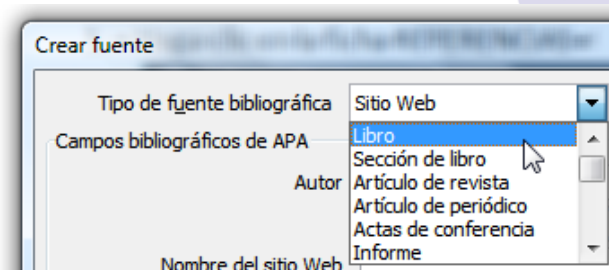 Crear fuente
Tipo de fuente bibliográfica Sitio Web
Campos bibliográficos de APA Libro
Sección de libro
Autor Artículo de revista
Artículo de periódico
Actas de conferencia
Nombre del sitio Web Informe